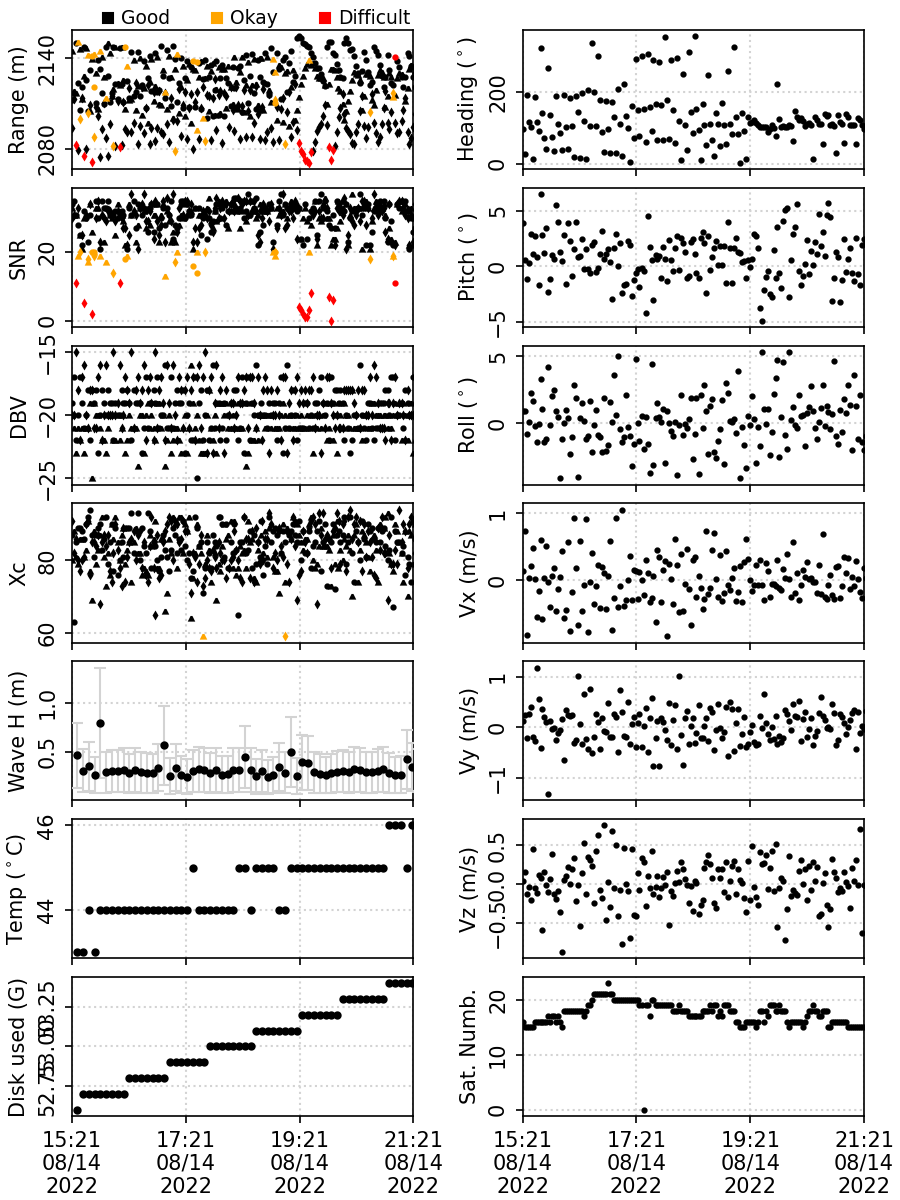 Good Okay Difficult
Range (m)
2140
2080
Heading (°)
200
0
SNR
20
0
Pitch (°)
5
0
−5
DBV
−15
−20
−25
Roll (°)
5
0
Xc
80
60
Vx (m/s)
1
0
Wave H (m)
1.0
0.5
Vy (m/s)
1
0
−1
Temp (°C)
46
44
Vz (m/s)
0.5
0.0
−0.5
Disk used (G)
53.25
53.00
52.75
Sat. Numb.
20
10
0
15:21 17:21 19:21 21:21
08/14 08/14 08/14 08/14
2022 2022 2022 2022
15:21 17:21 19:21 21:21
08/14 08/14 08/14 08/14
2022 2022 2022 2022